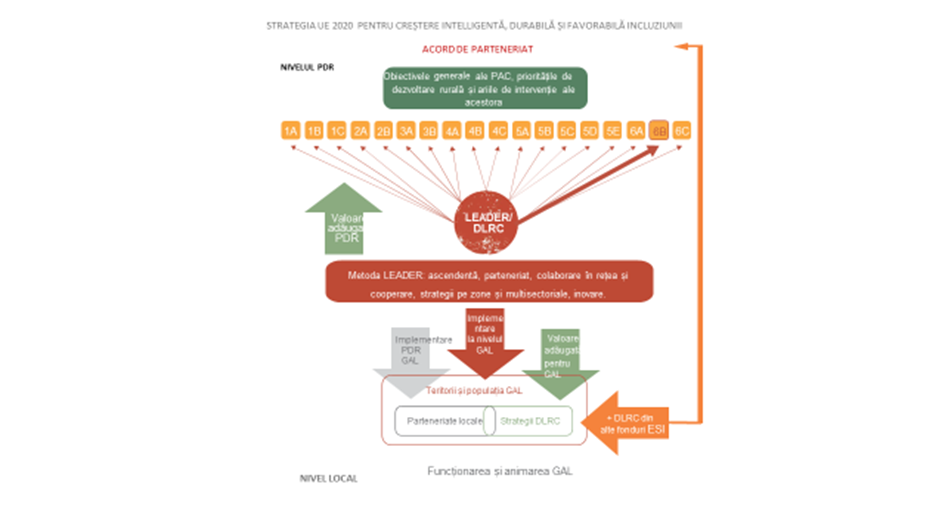 STRATEGIA UE 2020 PENTRU CREȘTERE INTELLIGENTĂ, DURABILĂ ȘI FAVORABILĂ INCLUZIUNII
ACORD DE PARTENERIAT
NIVELUL PDR
Obiectivele generale ale PAC, prioritățile de
dezvoltare rurală și ariile de intervenție ale
acestora
1A 1B 1C 2A 2B 3A 3B 4A 4B 4C 5A 5B 5C 5D 5E 6A 6B 6C
LEADER/
DLRC
Valoare
adăugat
PDR
Metoda LEADER: ascendentă, parteneriat, colaborare în rețea și
cooperare, strategii pe zone și multisectoriale, inovare.
Impleme
ntare
la nivelul
GAL
Implementare
PDR
GAL
Valoare
adăugată
pentru
GAL
Teritorii și populația GAL
Parteneriate locale
Strategii DLRC
+ DLRC din
alte fonduri ESI
Funcționarea și animarea GAL
NIVEL LOCAL